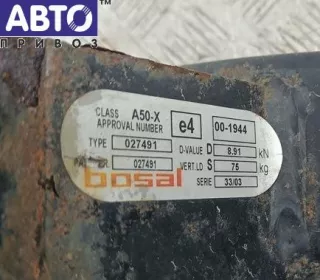 АВТО
ПРИВОЗ
CLASS A50-X e4 00-1944
APPROVAL NUMBER
TYPE 027491 D-VALUE D 8.91 kN
027491 VERT.LD S 75 kg
bosal SERIE 33/03